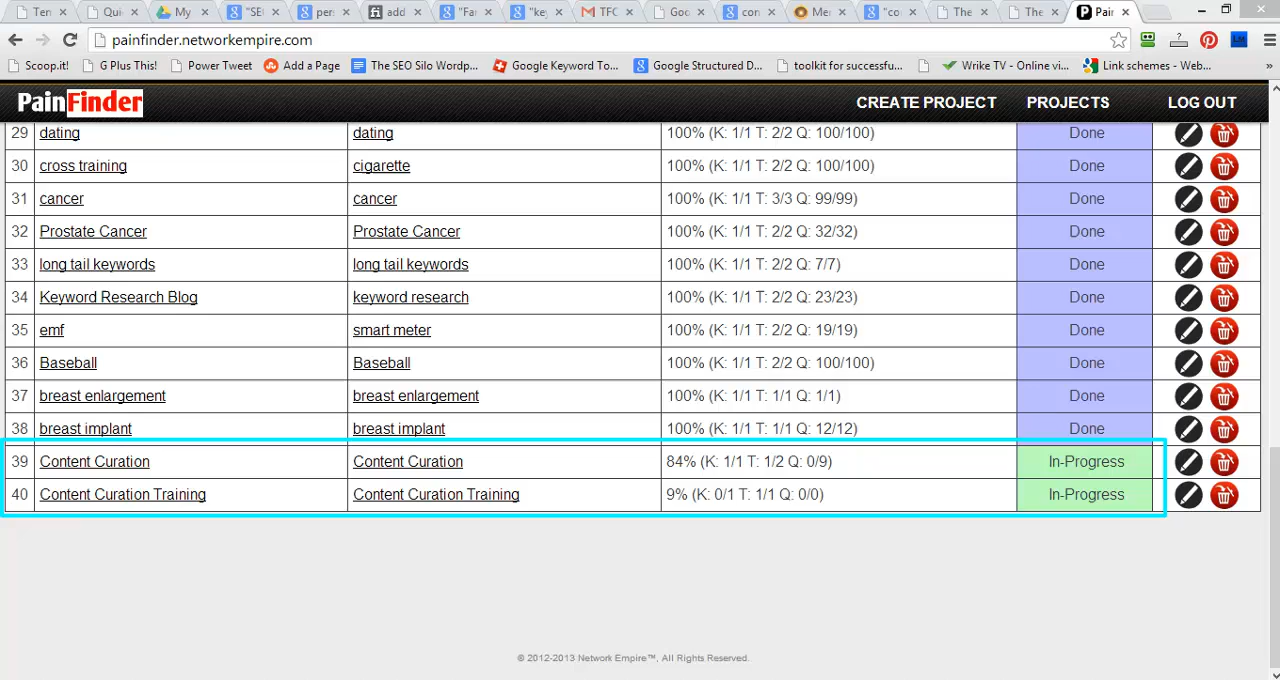 Ten Quic My "SE( pers add "Fa "key TFC Goo con Me "co The The Pain
painfinder.networkempire.com
Scoop.it! G Plus This! Power Tweet Add a Page The SEO Silo Wordp... Google Keyword To... Google Structured D... toolkit for successfu... Wrike TV - Online vi... Link schemes - Web... »
PainFinder CREATE PROJECT PROJECTS LOG OUT
29 dating dating 100% (K: 1/1 T: 2/2 Q: 100/100) Done
30 cross training cigarette 100% (K: 1/1 T: 2/2 Q: 100/100) Done
31 cancer cancer 100% (K: 1/1 T: 3/3 Q: 99/99) Done
32 Prostate Cancer Prostate Cancer 100% (K: 1/1 T: 2/2 Q: 32/32) Done
33 long tail keywords long tail keywords 100% (K: 1/1 T: 2/2 Q: 7/7) Done
34 Keyword Research Blog keyword research 100% (K: 1/1 T: 2/2 Q: 23/23) Done
35 emf smart meter 100% (K: 1/1 T: 2/2 Q: 19/19) Done
36 Baseball Baseball 100% (K: 1/1 T: 2/2 Q: 100/100) Done
37 breast enlargement breast enlargement 100% (K: 1/1 T: 1/1 Q: 1/1) Done
38 breast implant breast implant 100% (K: 1/1 T: 1/1 Q: 12/12) Done
39 Content Curation Content Curation 84% (K: 1/1 T: 1/2 Q: 0/9) In-Progress
40 Content Curation Training Content Curation Training 9% (K: 0/1 T: 1/1 Q: 0/0) In-Progress
© 2012-2013 Network Empire™, All Rights Reserved.